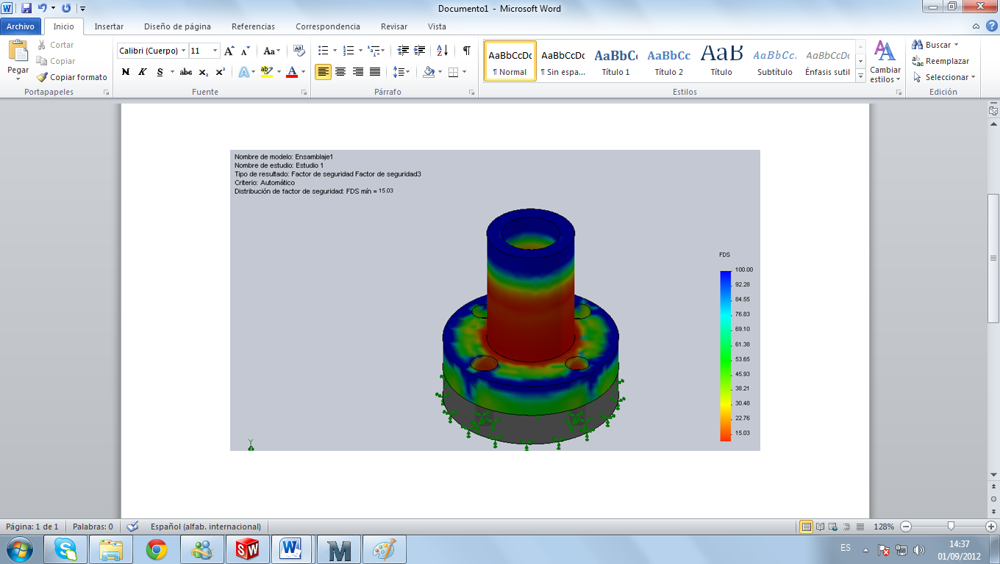 Documento1 - Microsoft Word
Archivo Inicio Insertar Diseño de página Referencias Correspondencia Revisar Vista
Pegar
Cortar
Copiar
Copiar formato
Portapapeles
Calibri (Cuerpo) 11
N K S abc x₂ x²
Fuente
Párrafo
AaBbCcDc AaBbCcDc AaBbC AaBbCc AaB AaBbCc. AaBbCcDc
¶ Normal ¶ Sin espa... Título 1 Título 2 Título Subtítulo Énfasis sutil
Cambiar
estilos
Estilos
Buscar
Reemplazar
Seleccionar
Edición
Nombre de modelo: Ensamblaje1
Nombre de estudio: Estudio 1
Tipo de resultado: Factor de seguridad Factor de seguridad3
Criterio: Automático
Distribución de factor de seguridad: FDS mín = 15.03
FDS
100.00
92.28
84.55
76.83
69.10
61.38
53.65
45.93
38.21
30.48
22.76
15.03
Y
Página: 1 de 1 Palabras: 0 Español (alfab. internacional) 128%
ES 14:37
01/09/2012